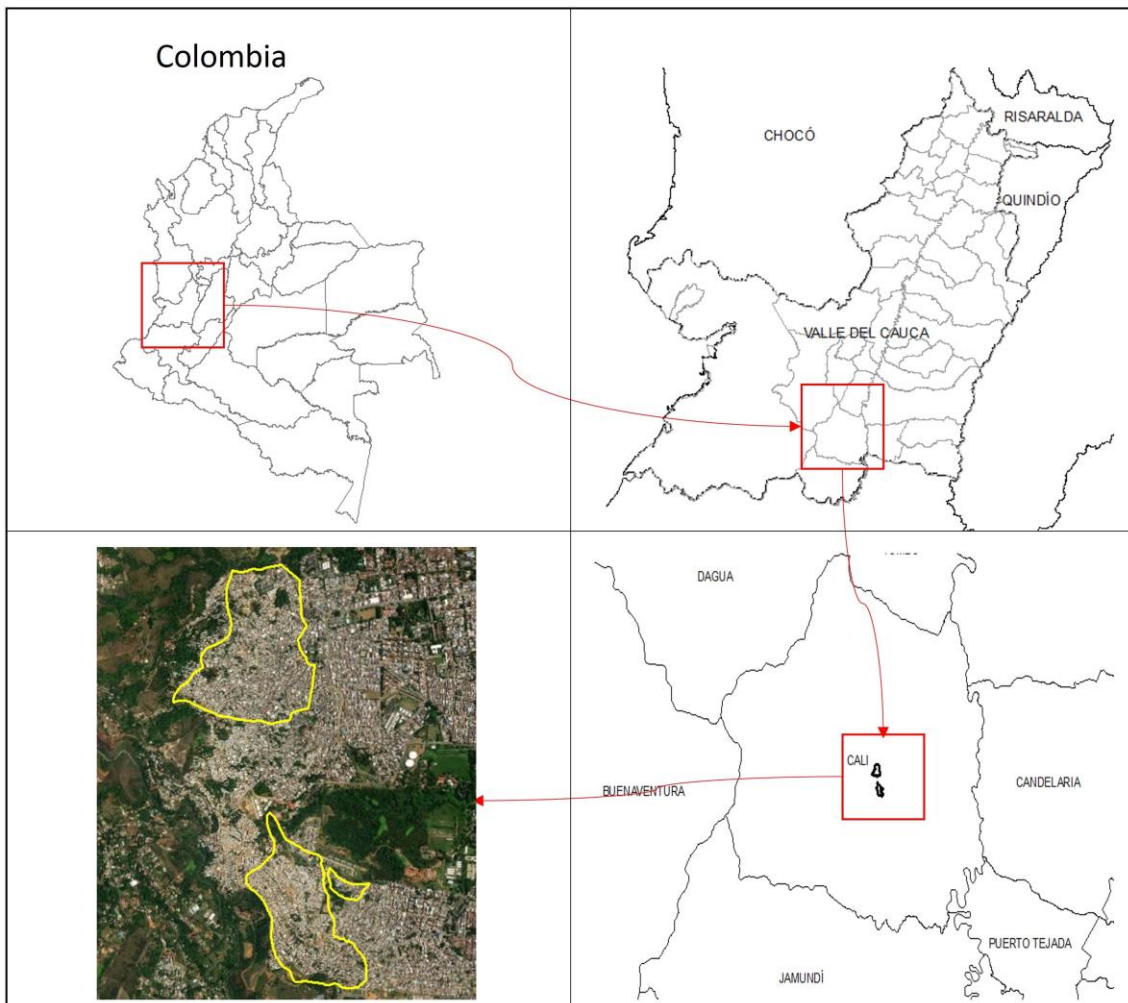 Colombia
CHOCÓ
RISARALDA
QUINDÍO
VALLE DEL CAUCA
DAGUA
CALI
BUENAVENTURA
CANDELARIA
PUERTO TEJADA
JAMUNDÍ